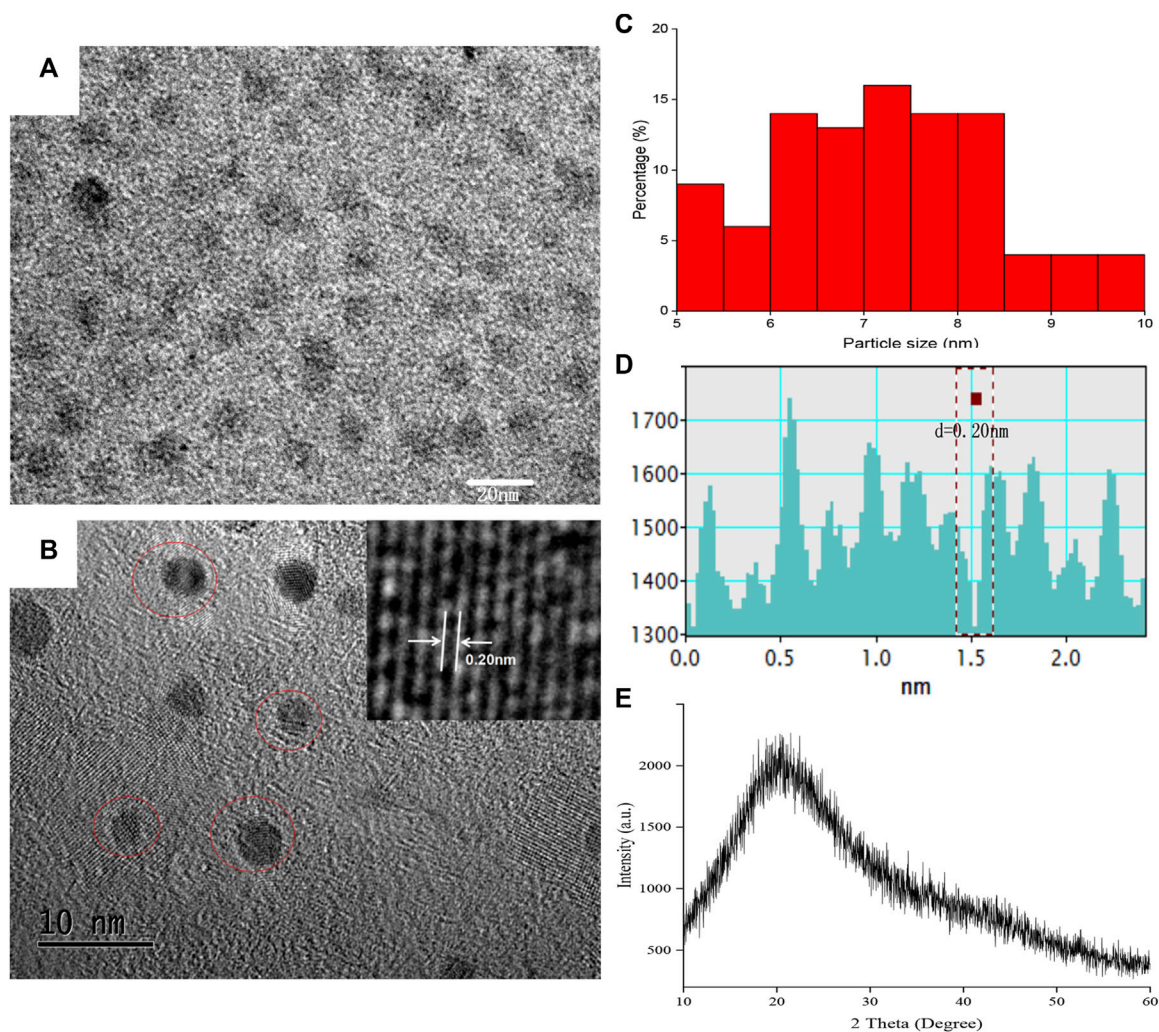 A
20nm
B
0.20nm
10 nm
C
20
15
10
5
0
Percentage (%)
5 6 7 8 9 10
Particle size (nm)
D
1700
1600
1500
1400
1300
d=0.20nm
0.0 0.5 1.0 1.5 2.0
nm
E
2000
1500
1000
500
Intensity (a.u.)
10 20 30 40 50 60
2 Theta (Degree)